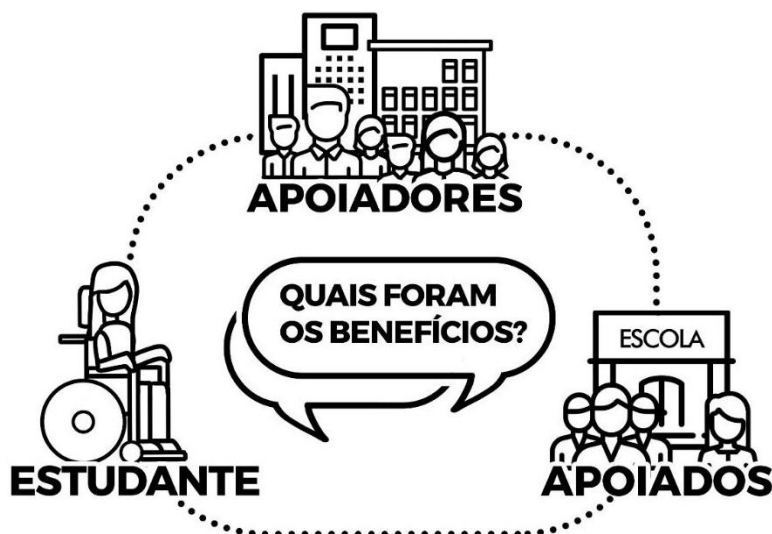 APOIADORES
QUAIS FORAM
OS BENEFÍCIOS?
ESCOLA
ESTUDANTE
APOIADOS